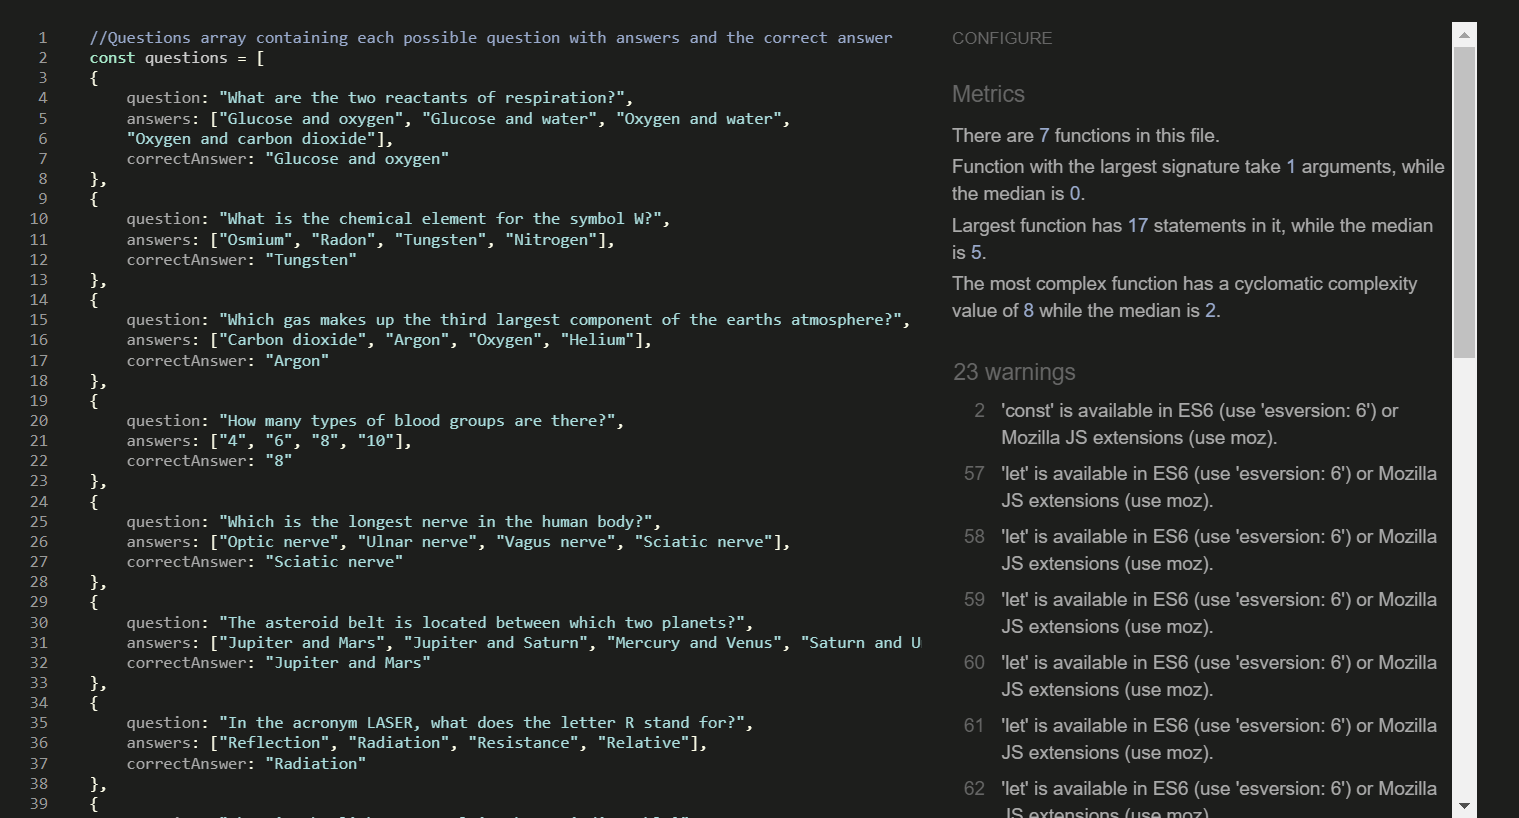 1 //Questions array containing each possible question with answers and the correct answer
2 const questions = [
3 {
4 question: "What are the two reactants of respiration?",
5 answers: ["Glucose and oxygen", "Glucose and water", "Oxygen and water",
6 "Oxygen and carbon dioxide"],
7 correctAnswer: "Glucose and oxygen"
8 },
9 {
10 question: "What is the chemical element for the symbol W?",
11 answers: ["Osmium", "Radon", "Tungsten", "Nitrogen"],
12 correctAnswer: "Tungsten"
13 },
14 {
15 question: "Which gas makes up the third largest component of the earths atmosphere?",
16 answers: ["Carbon dioxide", "Argon", "Oxygen", "Helium"],
17 correctAnswer: "Argon"
18 },
19 {
20 question: "How many types of blood groups are there?",
21 answers: ["4", "6", "8", "10"],
22 correctAnswer: "8"
23 },
24 {
25 question: "Which is the longest nerve in the human body?",
26 answers: ["Optic nerve", "Ulnar nerve", "Vagus nerve", "Sciatic nerve"],
27 correctAnswer: "Sciatic nerve"
28 },
29 {
30 question: "The asteroid belt is located between which two planets?",
31 answers: ["Jupiter and Mars", "Jupiter and Saturn", "Mercury and Venus", "Saturn and
32 correctAnswer: "Jupiter and Mars"
33 },
34 {
35 question: "In the acronym LASER, what does the letter R stand for?",
36 answers: ["Reflection", "Radiation", "Resistance", "Relative"],
37 correctAnswer: "Radiation"
38 },
39 {
CONFIGURE
Metrics
There are 7 functions in this file.
Function with the largest signature take 1 arguments, while
the median is 0.
Largest function has 17 statements in it, while the median
is 5.
The most complex function has a cyclomatic complexity
value of 8 while the median is 2.
23 warnings
2 'const' is available in ES6 (use 'esversion: 6') or
Mozilla JS extensions (use moz).
57 'let' is available in ES6 (use 'esversion: 6') or Mozilla
JS extensions (use moz).
58 'let' is available in ES6 (use 'esversion: 6') or Mozilla
JS extensions (use moz).
59 'let' is available in ES6 (use 'esversion: 6') or Mozilla
JS extensions (use moz).
60 'let' is available in ES6 (use 'esversion: 6') or Mozilla
JS extensions (use moz).
61 'let' is available in ES6 (use 'esversion: 6') or Mozilla
JS extensions (use moz).
62 'let' is available in ES6 (use 'esversion: 6') or Mozilla
JS extensions (use moz).